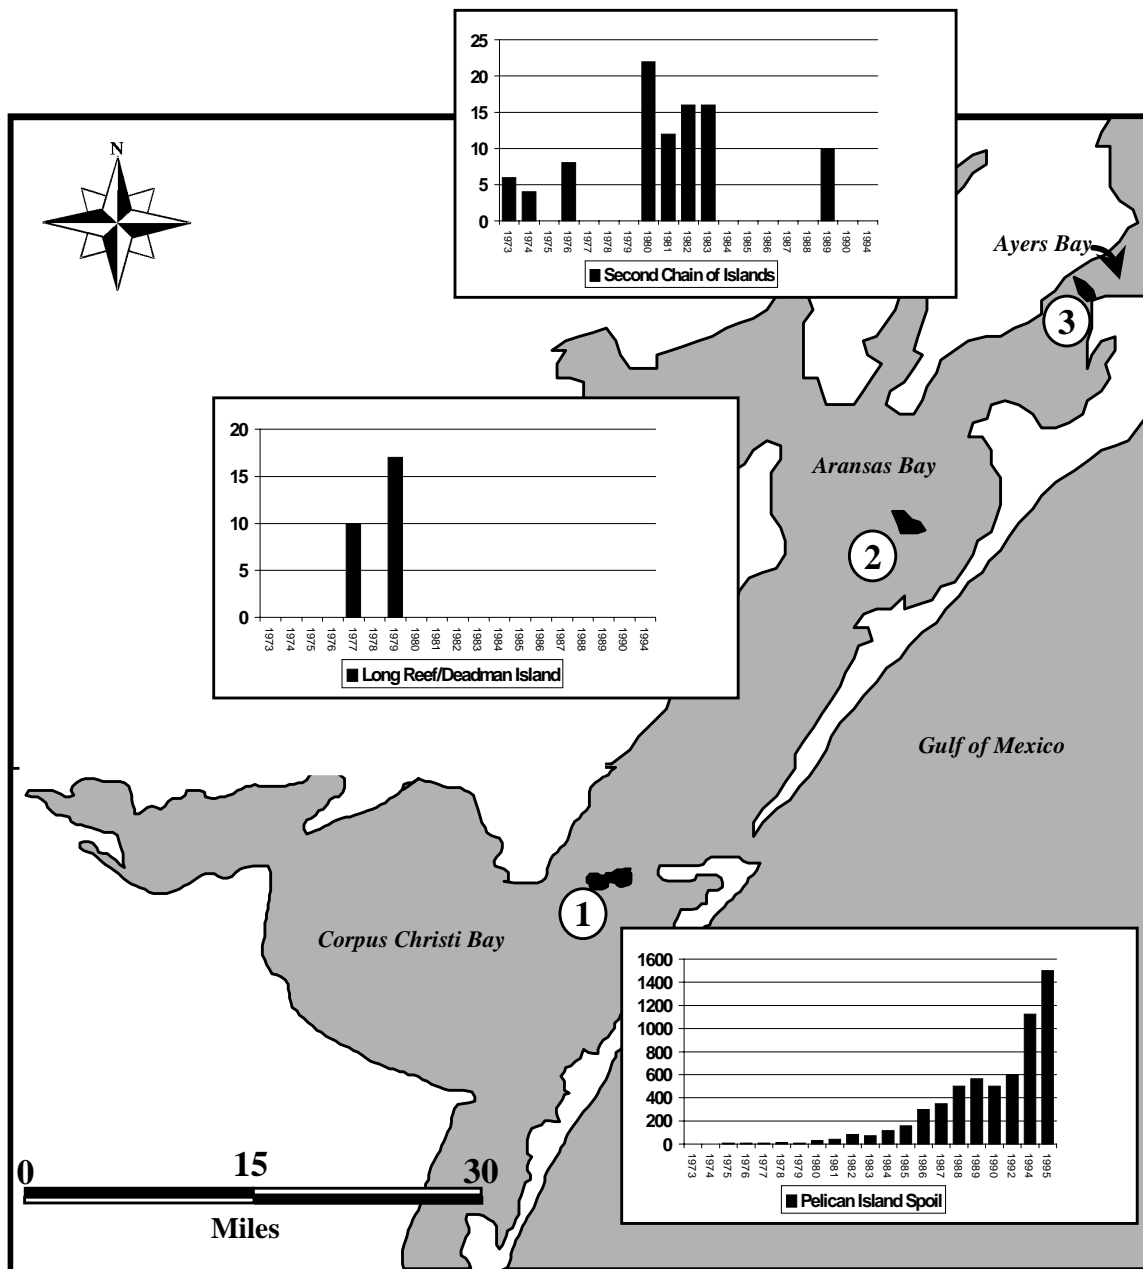 25
20
15
10
5
0
1973 1974 1975 1976 1977 1978 1979 1980 1981 1982 1983 1984 1985 1986 1987 1988 1989 1990 1994
Second Chain of Islands
N
Ayers Bay
3
20
15
10
5
0
1973 1974 1975 1976 1977 1978 1979 1980 1981 1982 1983 1984 1985 1986 1987 1988 1989 1990 1994
Long Reef/Deadman Island
Aransas Bay
2
Gulf of Mexico
1
Corpus Christi Bay
1600
1400
1200
1000
800
600
400
200
0
1973 1974 1975 1976 1977 1978 1979 1980 1981 1982 1983 1984 1985 1986 1987 1988 1989 1990 1992 1994 1995
Pelican Island Spoil
0 15 30
Miles